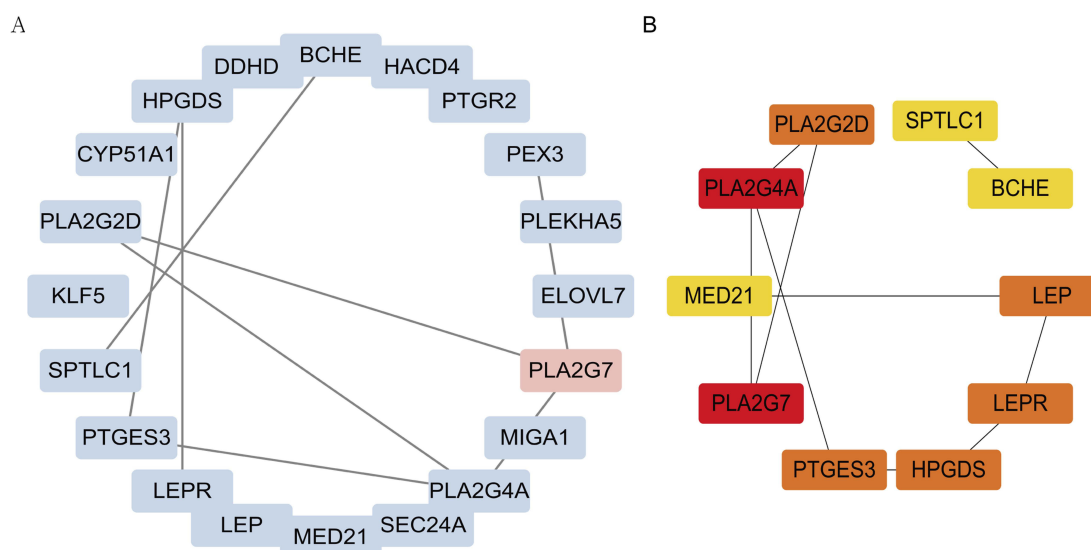 A
BCHE
DDHD
HACD4
HPGDS
PTGR2
CYP51A1
PEX3
PLA2G2D
PLEKHA5
KLF5
ELOVL7
SPTLC1
PLA2G7
PTGES3
MIGA1
LEPR
PLA2G4A
LEP
SEC24A
MED21
B
PLA2G2D
SPTLC1
PLA2G4A
BCHE
MED21
LEP
PLA2G7
LEPR
PTGES3
HPGDS